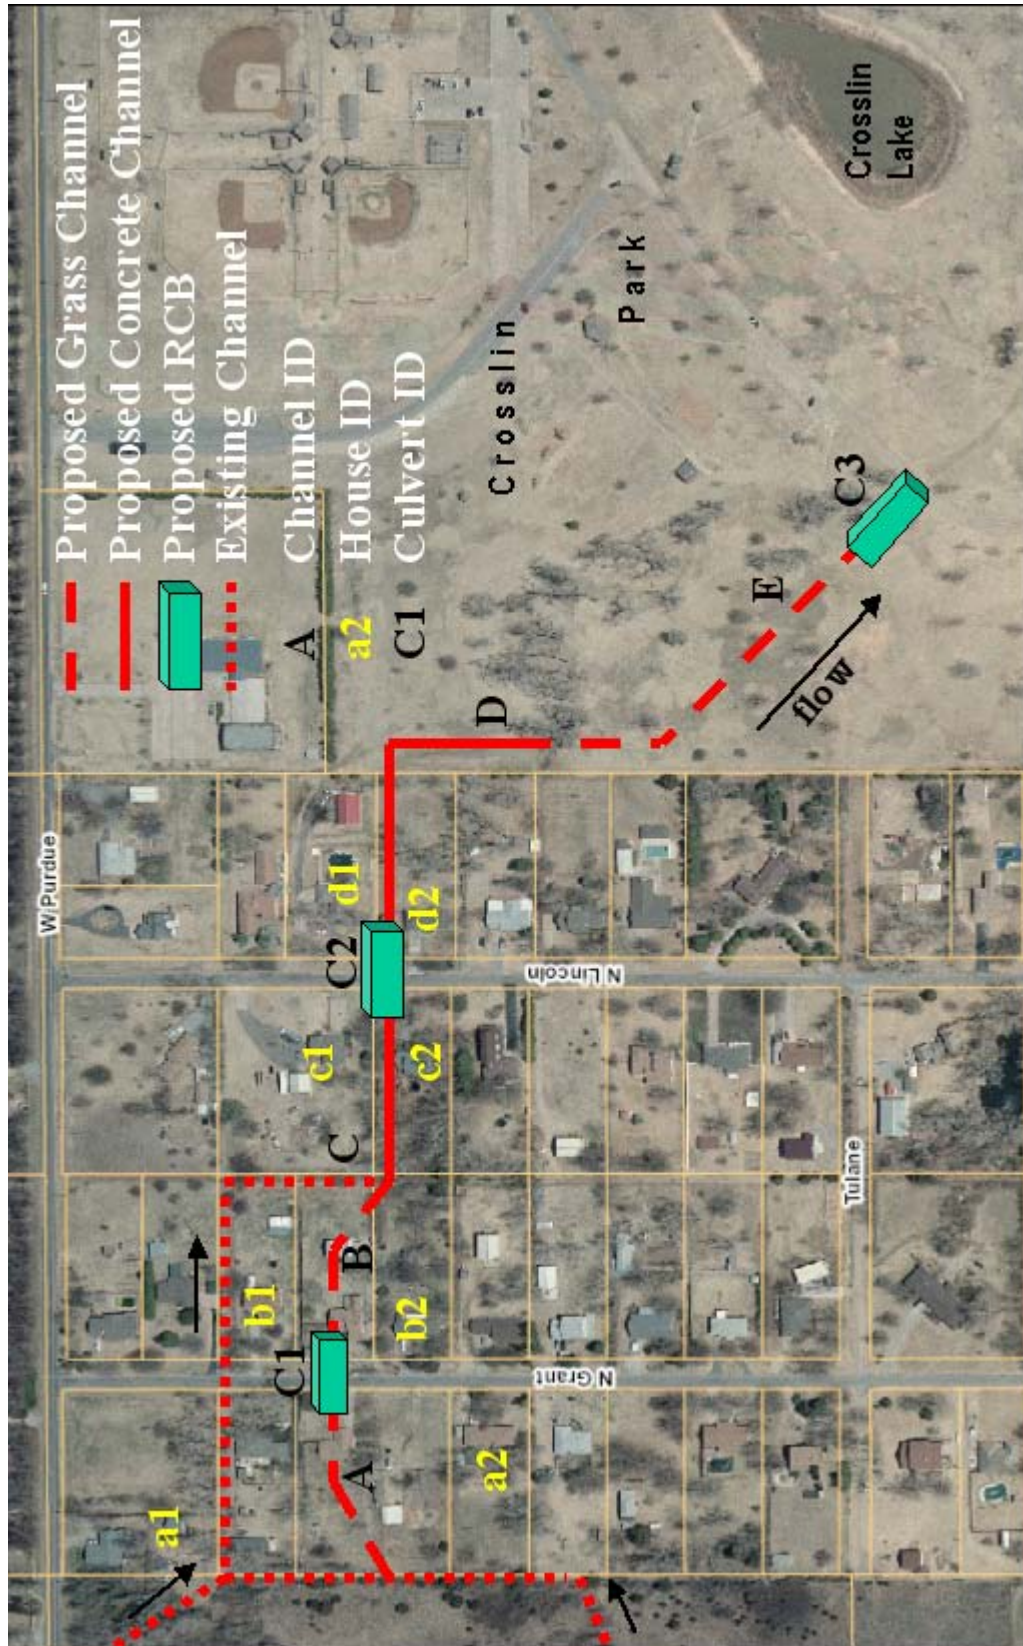 Proposed Grass Channel
Proposed Concrete Channel
Proposed RCB
Existing Channel
A Channel ID
a2 House ID
C1 Culvert ID
W Purdue
Crosslin
Park
Crosslin
Lake
a1
b1
C1
A
a2
B
b2
C
c1
c2
C2
d1
d2
D
E
C3
flow
N Grant
N Lincoln
Tulane